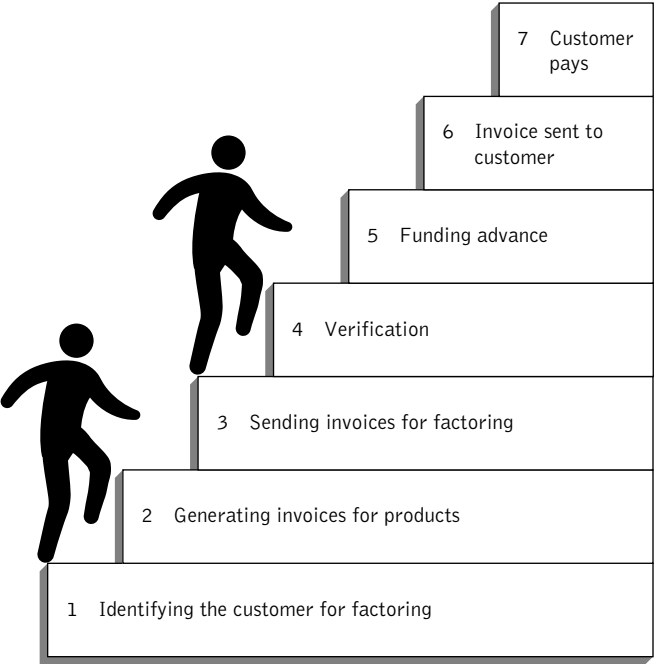 7 Customer
pays
6 Invoice sent to
customer
5 Funding advance
4 Verification
3 Sending invoices for factoring
2 Generating invoices for products
1 Identifying the customer for factoring